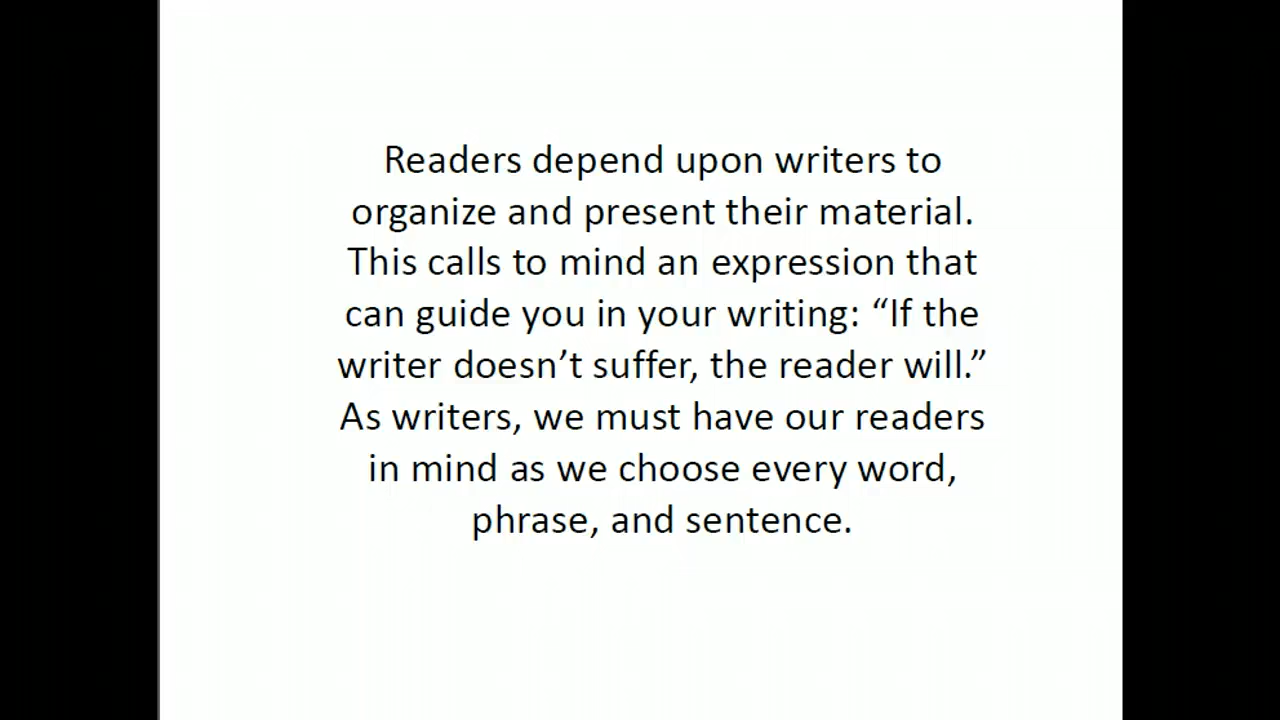 Readers depend upon writers to
organize and present their material.
This calls to mind an expression that
can guide you in your writing: “If the
writer doesn’t suffer, the reader will.”
As writers, we must have our readers
in mind as we choose every word,
phrase, and sentence.